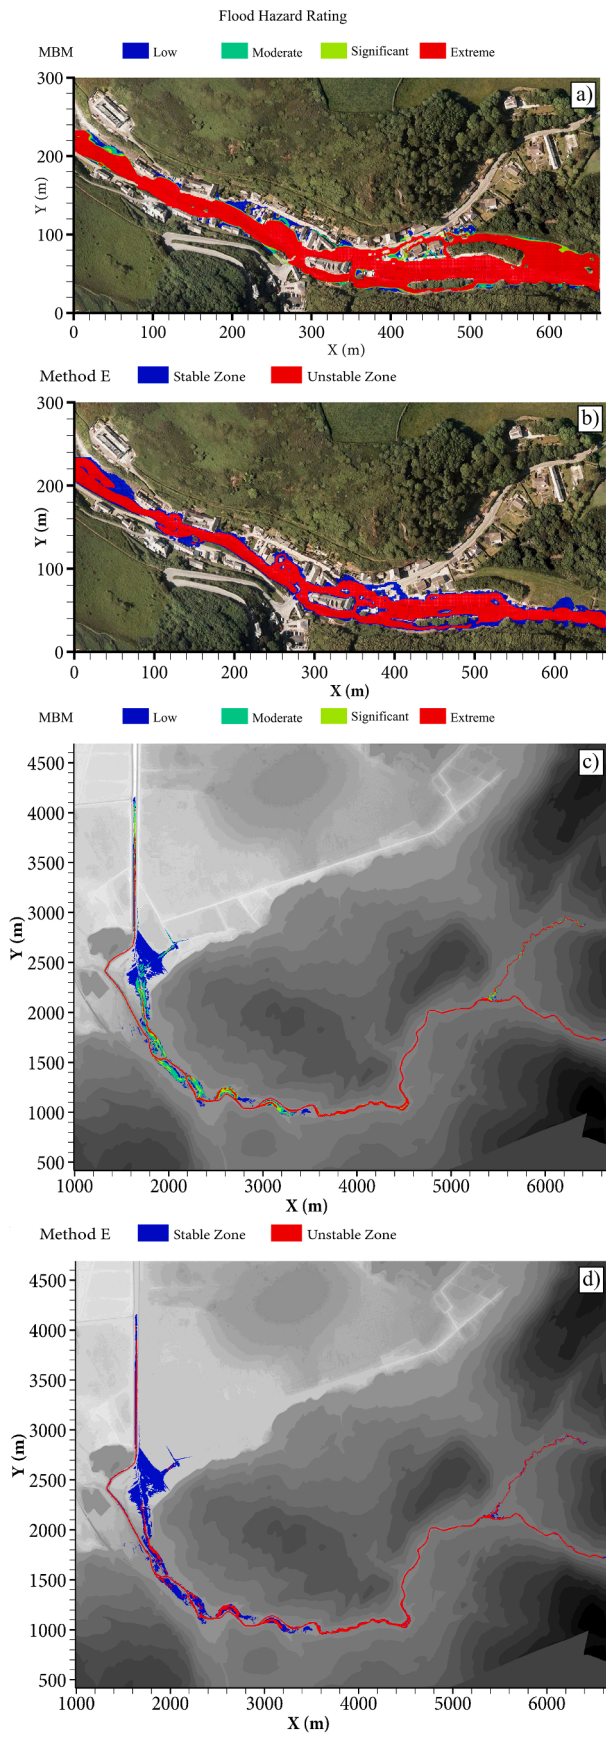 Flood Hazard Rating
MBM Low Moderate Significant Extreme
a)
300
200
100
0
Y (m)
0 100 200 300 400 500 600
X (m)
Method E Stable Zone Unstable Zone
b)
300
200
100
0
Y (m)
0 100 200 300 400 500 600
X (m)
MBM Low Moderate Significant Extreme
c)
4500
4000
3500
3000
2500
2000
1500
1000
500
Y (m)
1000 2000 3000 4000 5000 6000
X (m)
Method E Stable Zone Unstable Zone
d)
4500
4000
3500
3000
2500
2000
1500
1000
500
Y (m)
1000 2000 3000 4000 5000 6000
X (m)